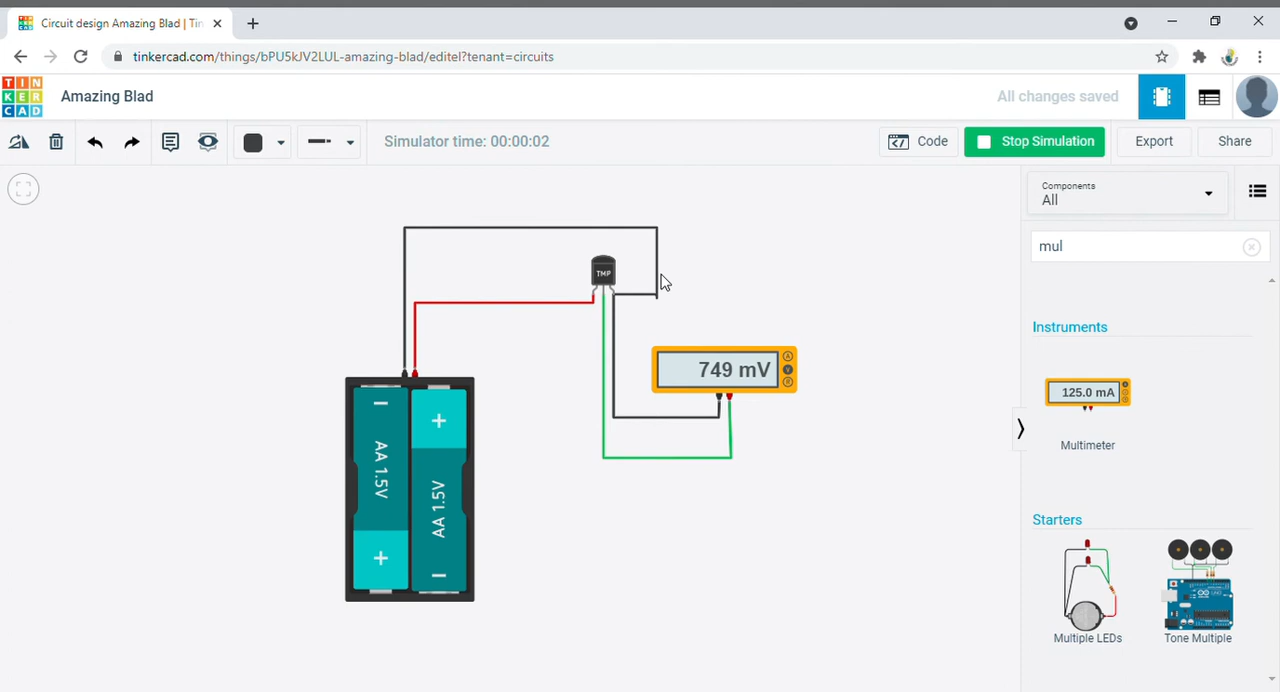 Circuit design Amazing Blad | Tin
tinkercad.com/things/bPU5kJV2LUL-amazing-blad/editel?tenant=circuits
TIN
KER
CAD
Amazing Blad
All changes saved
Simulator time: 00:00:02
Code
Stop Simulation
Export
Share
Components
All
mul
TMP
749 mV
A
V
R
AA 1.5V
AA 1.5V
Instruments
125.0 mA
Multimeter
Starters
Multiple LEDs
Tone Multiple